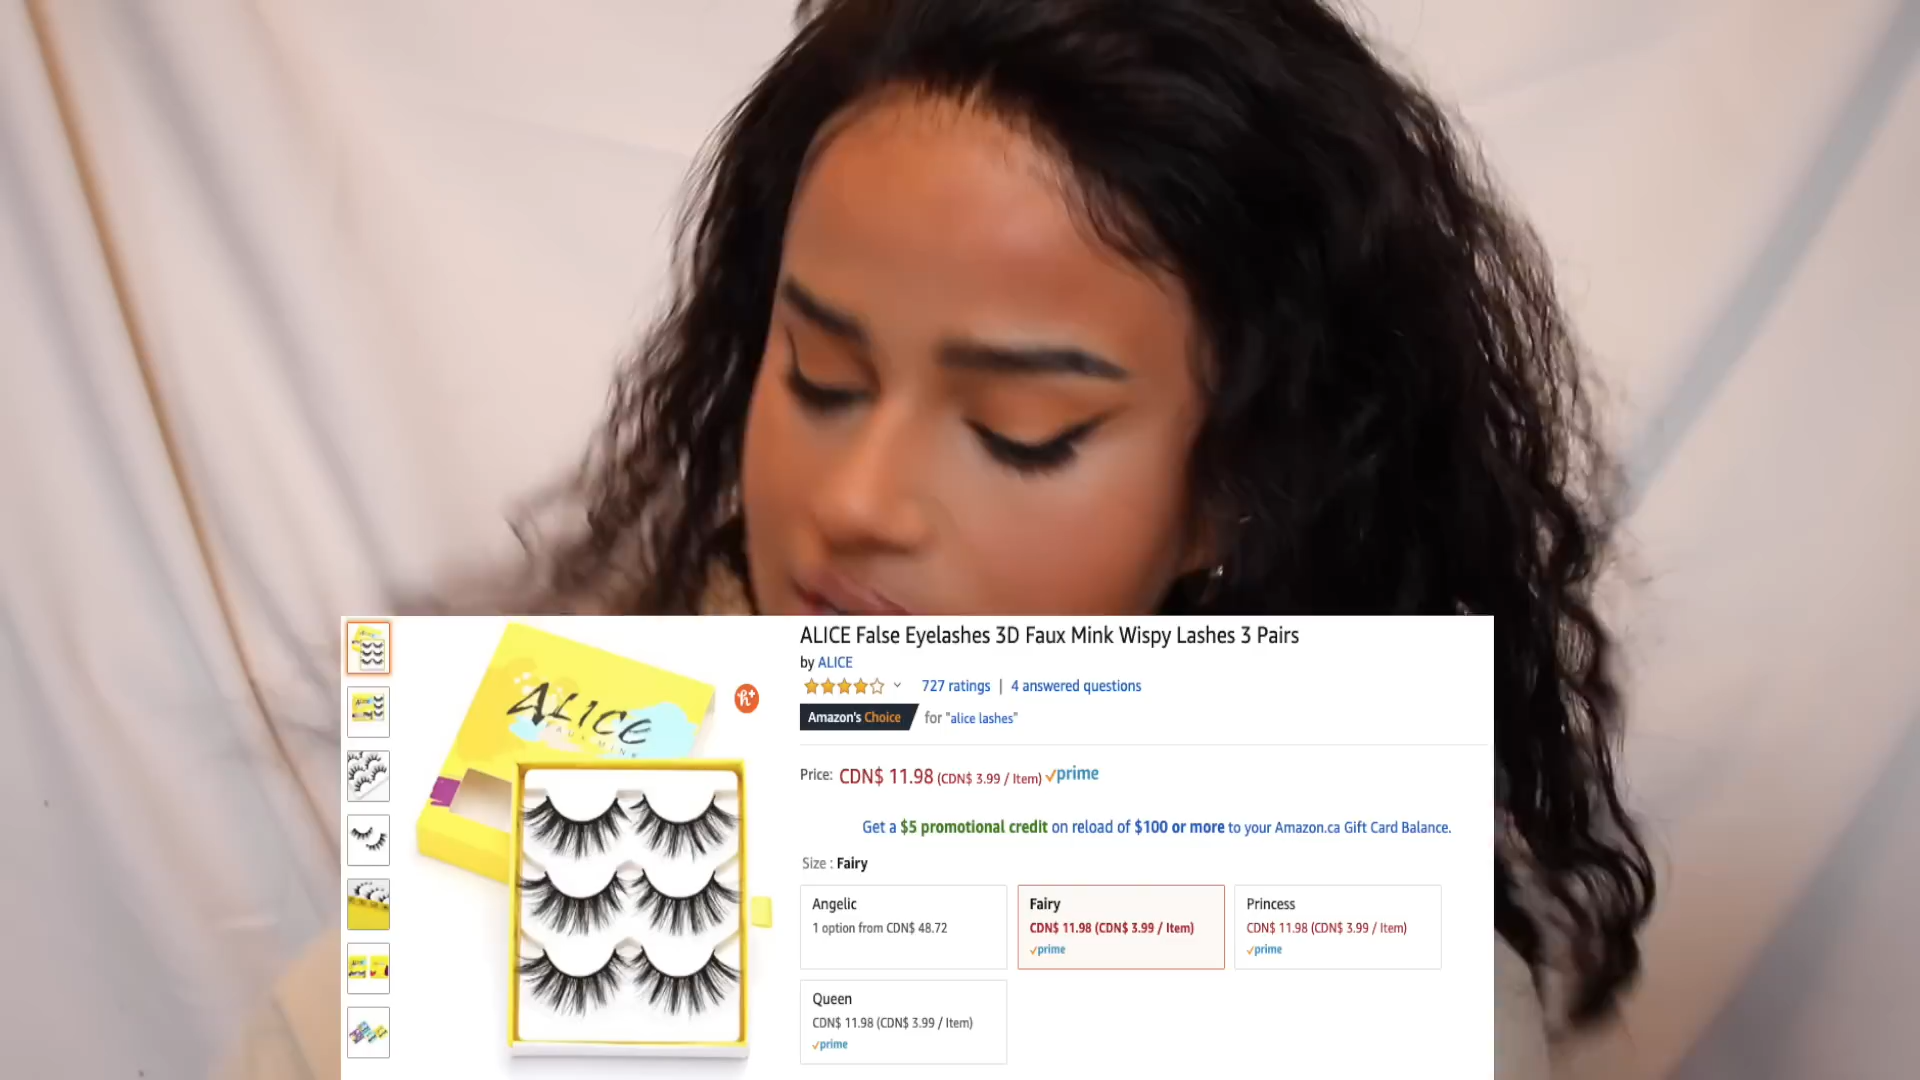 ALICE False Eyelashes 3D Faux Mink Wispy Lashes 3 Pairs
by ALICE
727 ratings | 4 answered questions
Amazon's Choice for "alice lashes"
Price: CDN$ 11.98 (CDN$ 3.99 / Item) prime
Get a $5 promotional credit on reload of $100 or more to your Amazon.ca Gift Card Balance.
Size : Fairy
Angelic
1 option from CDN$ 48.72
Fairy
CDN$ 11.98 (CDN$ 3.99 / Item)
prime
Princess
CDN$ 11.98 (CDN$ 3.99 / Item)
prime
Queen
CDN$ 11.98 (CDN$ 3.99 / Item)
prime
ALICE
FAUX MINK
h+